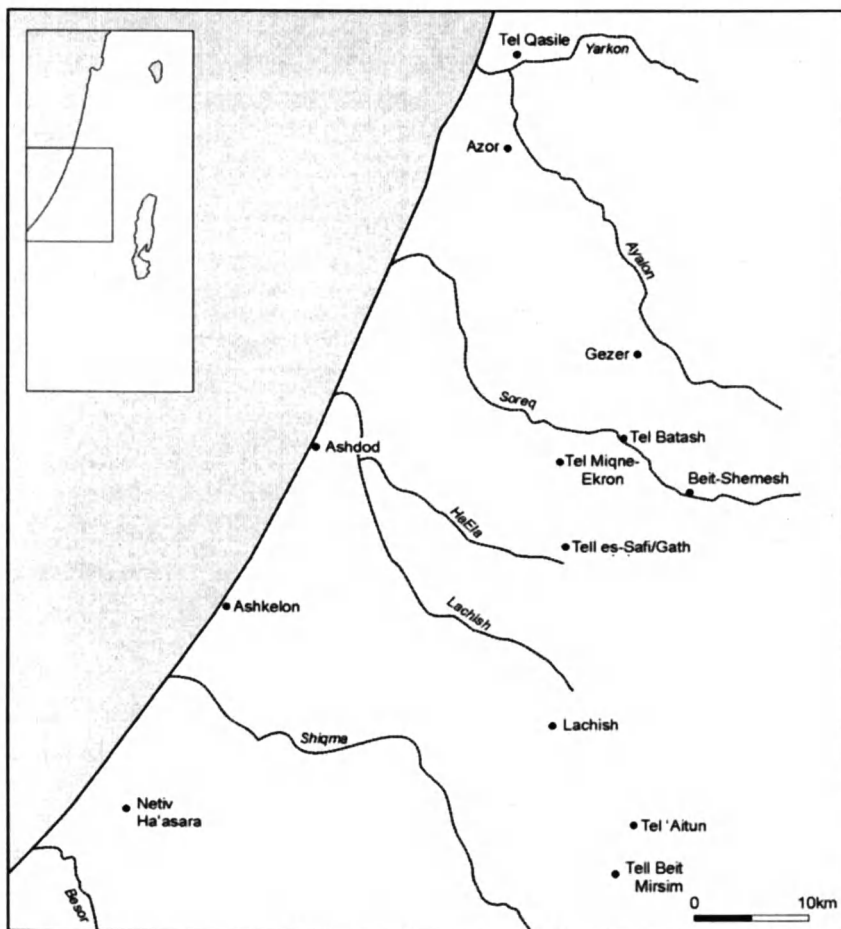 Tel Qasile
Yarkon
Azor
Ayalon
Gezer
Soreq
Tel Batash
Ashdod
Tel Miqne-
Ekron
Beit-Shemesh
HaEla
Tell es-Safi/Gath
Ashkelon
Lachish
Lachish
Shiqma
Netiv
Ha'asara
Tel 'Aitun
Tell Beit
Mirsim
Besor
0 10km